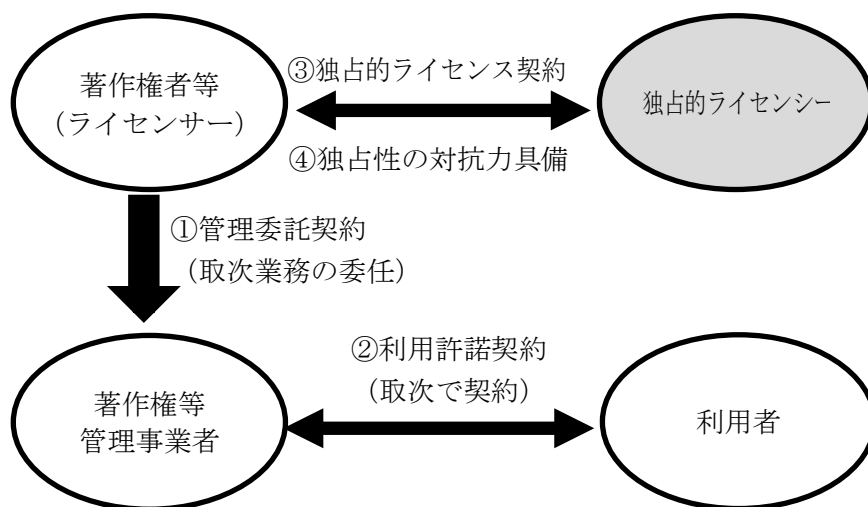 著作権者等
（ライセンサー）
③独占的ライセンス契約
④独占性の対抗力具備
独占的ライセンシー
①管理委託契約
（取次業務の委任）
著作権等
管理事業者
②利用許諾契約
（取次で契約）
利用者